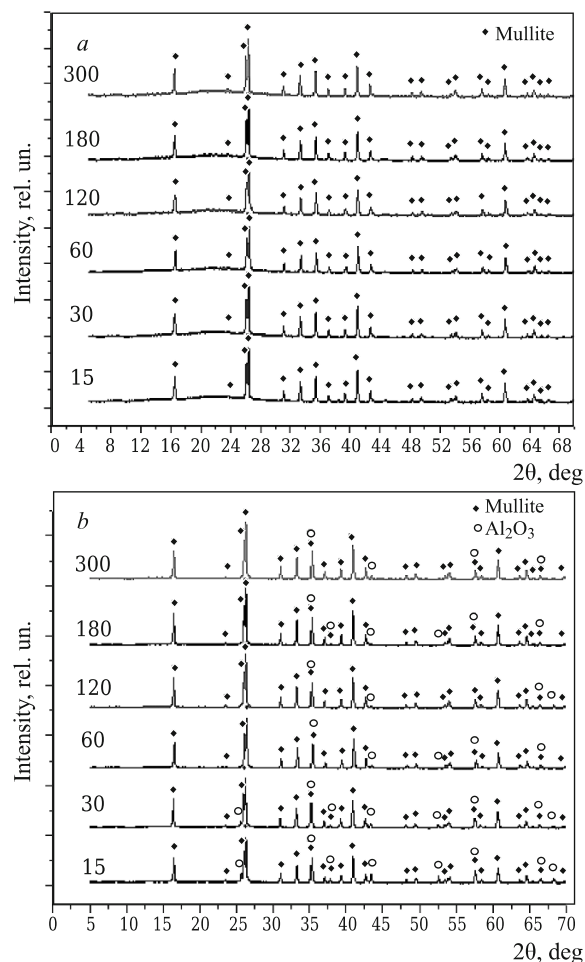 a
Mullite
300
180
120
60
30
15
Intensity, rel. un.
0 4 8 12 16 20 24 28 32 36 40 44 48 52 56 60 64 68
2θ, deg
b
Mullite
Al₂O₃
300
180
120
60
30
15
Intensity, rel. un.
0 5 10 15 20 25 30 35 40 45 50 55 60 65 70
2θ, deg